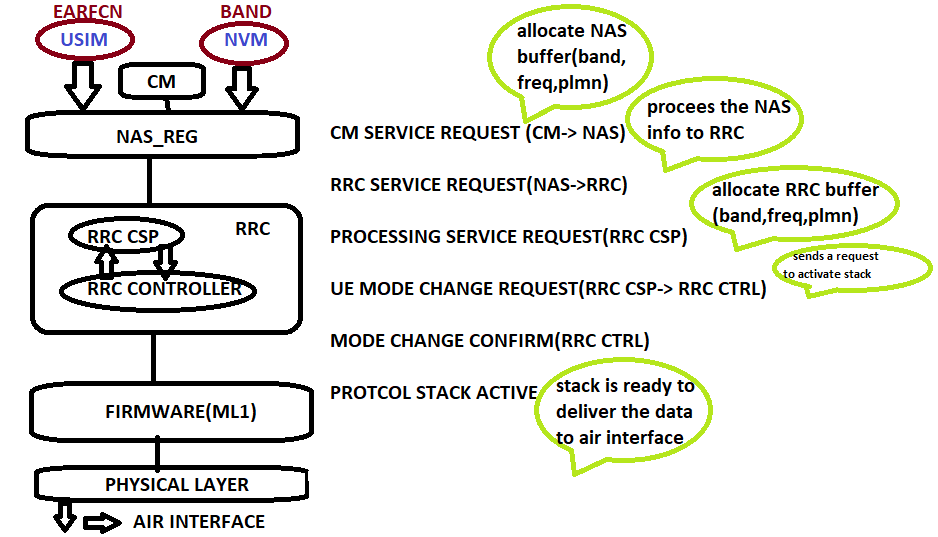 EARFCN
BAND
USIM
NVM
CM
NAS_REG
RRC CSP
RRC
RRC CONTROLLER
FIRMWARE(ML1)
PHYSICAL LAYER
AIR INTERFACE
allocate NAS
buffer(band,
freq,plmn)
CM SERVICE REQUEST (CM-> NAS)
procees the NAS
info to RRC
RRC SERVICE REQUEST(NAS->RRC)
allocate RRC buffer
(band,freq,plmn)
PROCESSING SERVICE REQUEST(RRC CSP)
sends a request
to activate stack
UE MODE CHANGE REQUEST(RRC CSP-> RRC CTRL)
MODE CHANGE CONFIRM(RRC CTRL)
PROTCOL STACK ACTIVE
stack is ready to
deliver the data
to air interface